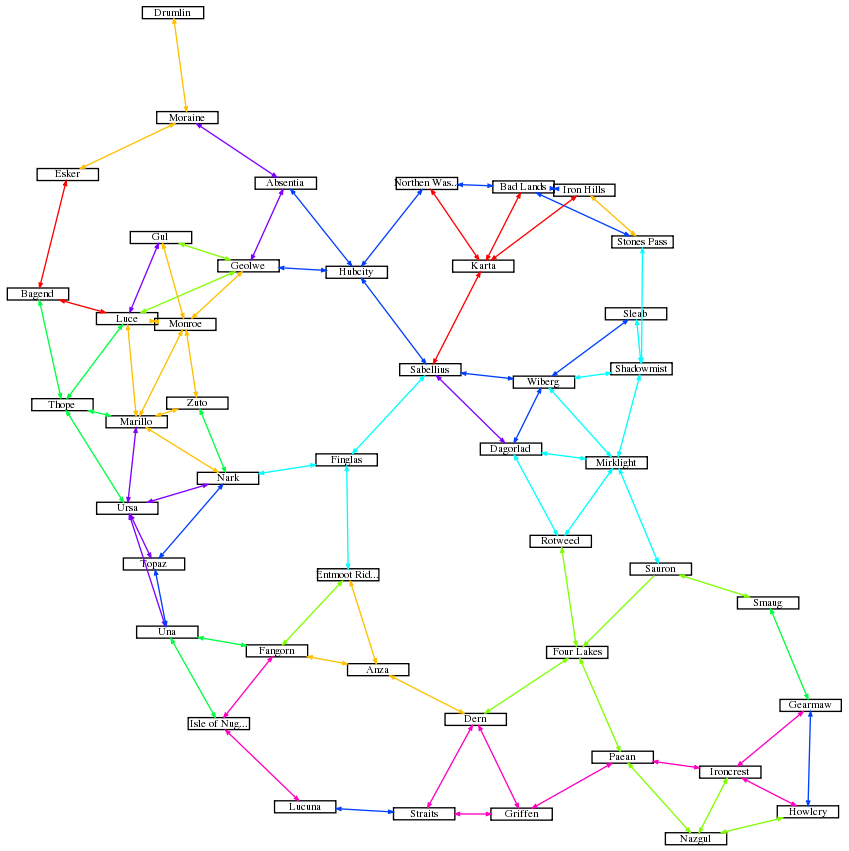 Drumlin
Moraine
Esker
Absentia
Northen Was...
Bad Lands
Iron Hills
Gul
Stones Pass
Geolwe
Hubcity
Karta
Bagend
Luce
Monroe
Sleab
Sabellius
Shadowmist
Wiberg
Thope
Zuto
Marillo
Dagorlad
Finglas
Mirklight
Nark
Ursa
Rotweed
Topaz
Entmoot Rid...
Sauron
Smaug
Una
Fangorn
Four Lakes
Anza
Isle of Nug...
Dern
Gearmaw
Paean
Ironcrest
Lucuna
Straits
Griffen
Howlcry
Nazgul